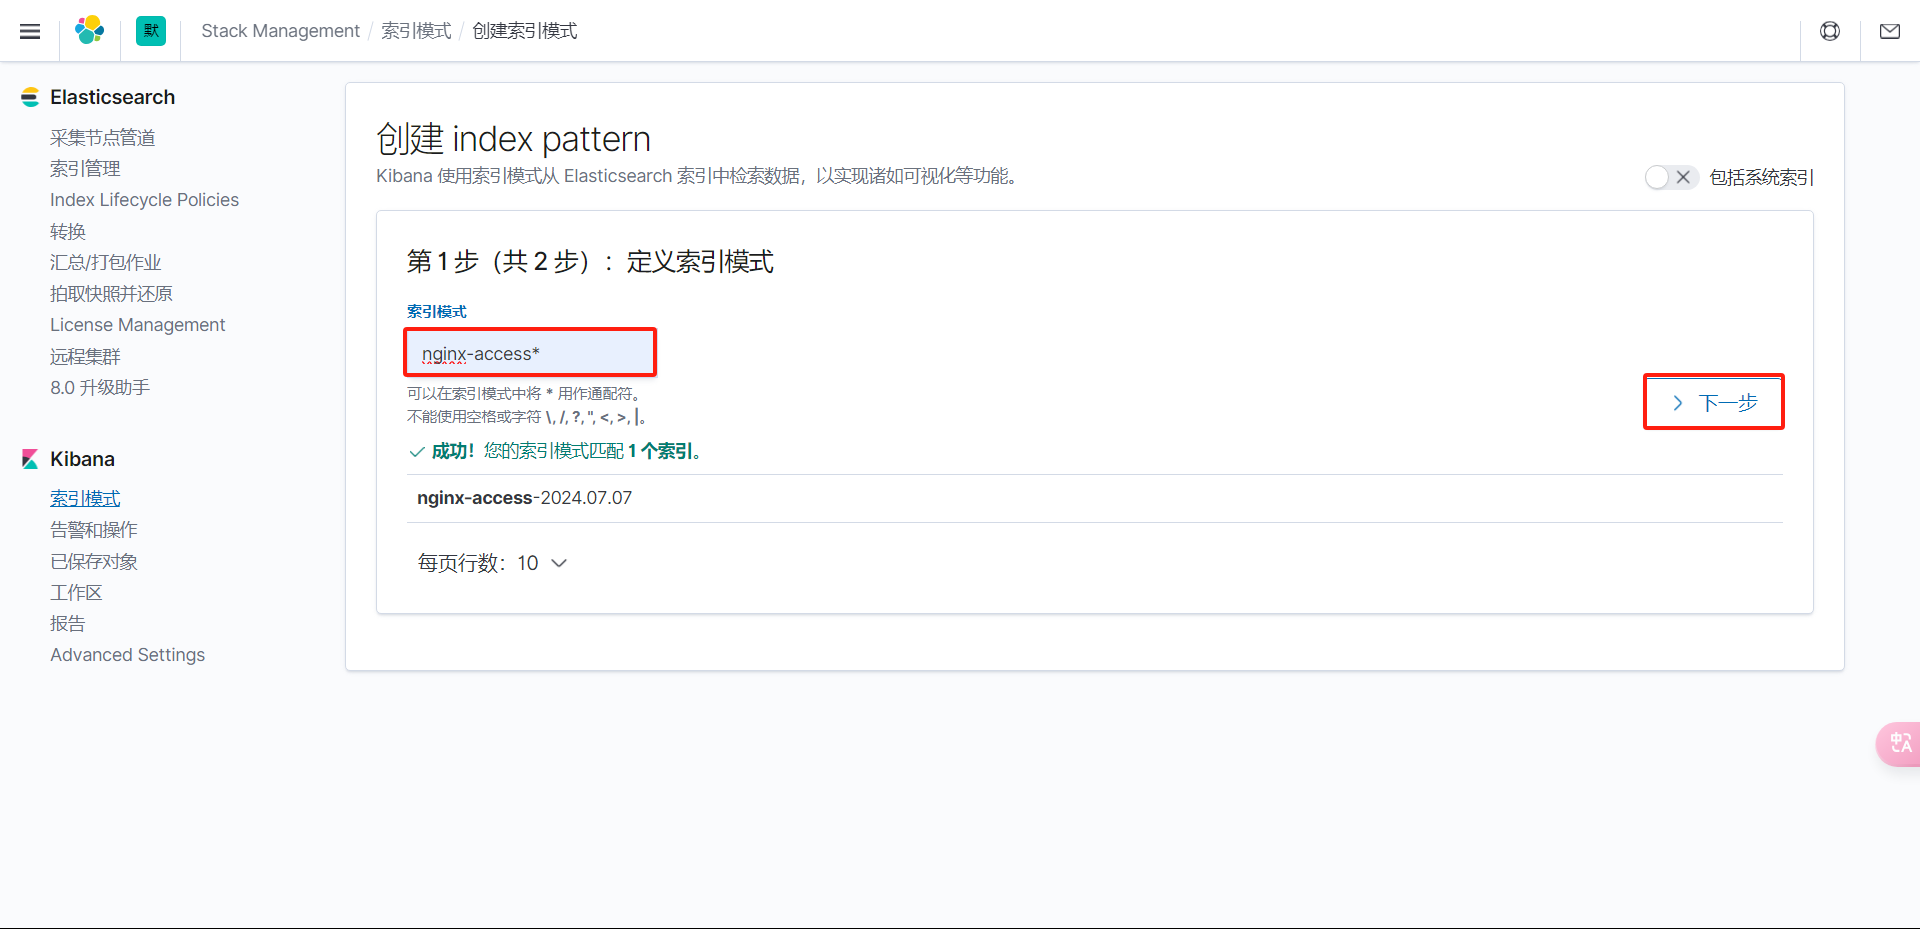 默
Stack Management / 索引模式 / 创建索引模式
Elasticsearch
采集节点管道
索引管理
Index Lifecycle Policies
转换
汇总/打包作业
拍取快照并还原
License Management
远程集群
8.0 升级助手
Kibana
索引模式
告警和操作
已保存对象
工作区
报告
Advanced Settings
创建 index pattern
Kibana 使用索引模式从 Elasticsearch 索引中检索数据，以实现诸如可视化等功能。
包括系统索引
第 1 步（共 2 步）：定义索引模式
索引模式
nginx-access*
可以在索引模式中将 * 用作通配符。
不能使用空格或字符 \, /, ?, ", <, >, |。
下一步
成功！您的索引模式匹配 1 个索引。
nginx-access-2024.07.07
每页行数：10
中A